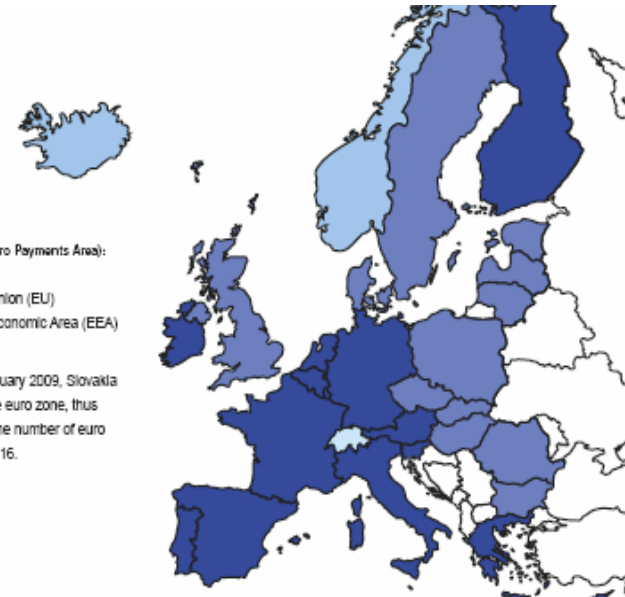 ro Payments Area):
nion (EU)
conomic Area (EEA)
uary 2009, Slovakia
e euro zone, thus
he number of euro
16.